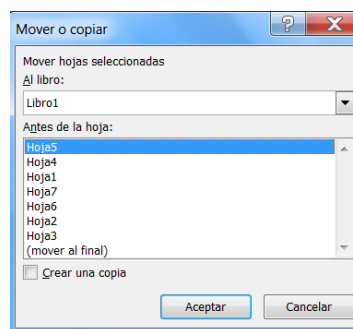 Mover o copiar
Mover hojas seleccionadas
Al libro:
Libro1
Antes de la hoja:
Hoja5
Hoja4
Hoja1
Hoja7
Hoja6
Hoja2
Hoja3
(mover al final)
Crear una copia
Aceptar Cancelar